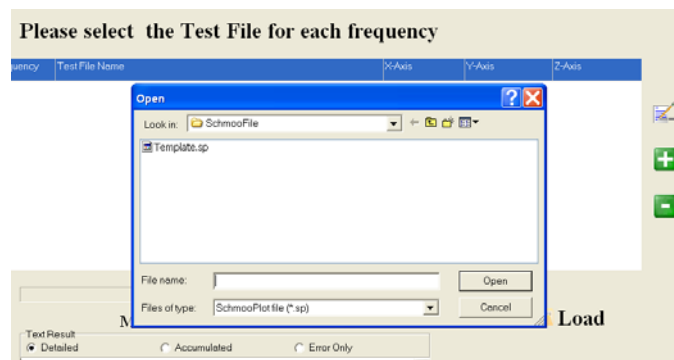 Please select the Test File for each frequency
uency Test File Name X-Axis Y-Axis Z-Axis
Open
Look in: SchmooFile
Template.sp
File name: Open
Files of type: SchmooPlot file (*.sp) Cancel
M Load
Text Result
Detailed Accumulated Error Only